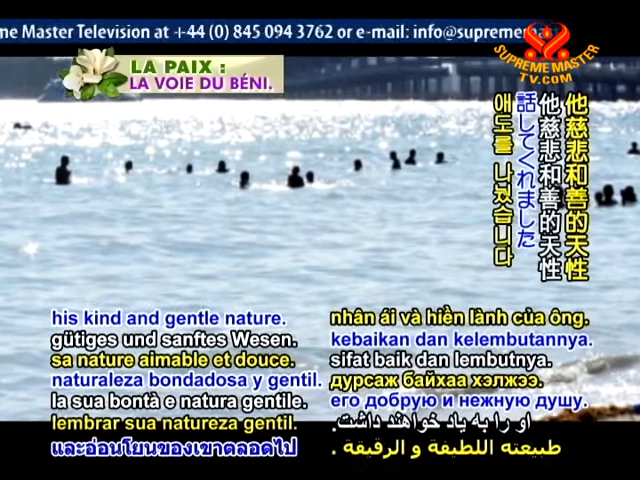 me Master Television at +44 (0) 845 094 3762 or e-mail: info@suprememas
SUPREME MASTER
TV.COM
LA PAIX :
LA VOIE DU BÉNI.
他慈悲和善的天性
他慈悲和善的天性
話してくれました
애도를 나눴습니다
his kind and gentle nature.
gütiges und sanftes Wesen.
sa nature aimable et douce.
naturaleza bondadosa y gentil.
la sua bontà e natura gentile.
lembrar sua natureza gentil.
และอ่อนโยนของเขาตลอดไป
nhân ái và hiền lành của ông.
kebaikan dan kelembutannya.
sifat baik dan lembutnya.
дурсаж байхаа хэлжээ.
его добрую и нежную душу.
او را به یاد خواهند داشت.
طبيعته اللطيفة و الرقيقة .